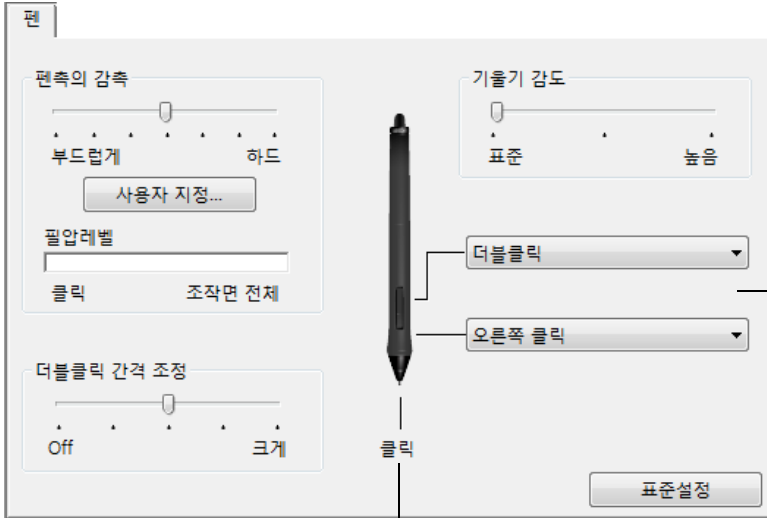 펜
펜촉의 감촉
부드럽게 하드
사용자 지정...
필압레벨
클릭 조작면 전체
더블클릭 간격 조정
Off 크게
기울기 감도
표준 높음
더블클릭
오른쪽 클릭
클릭
표준설정